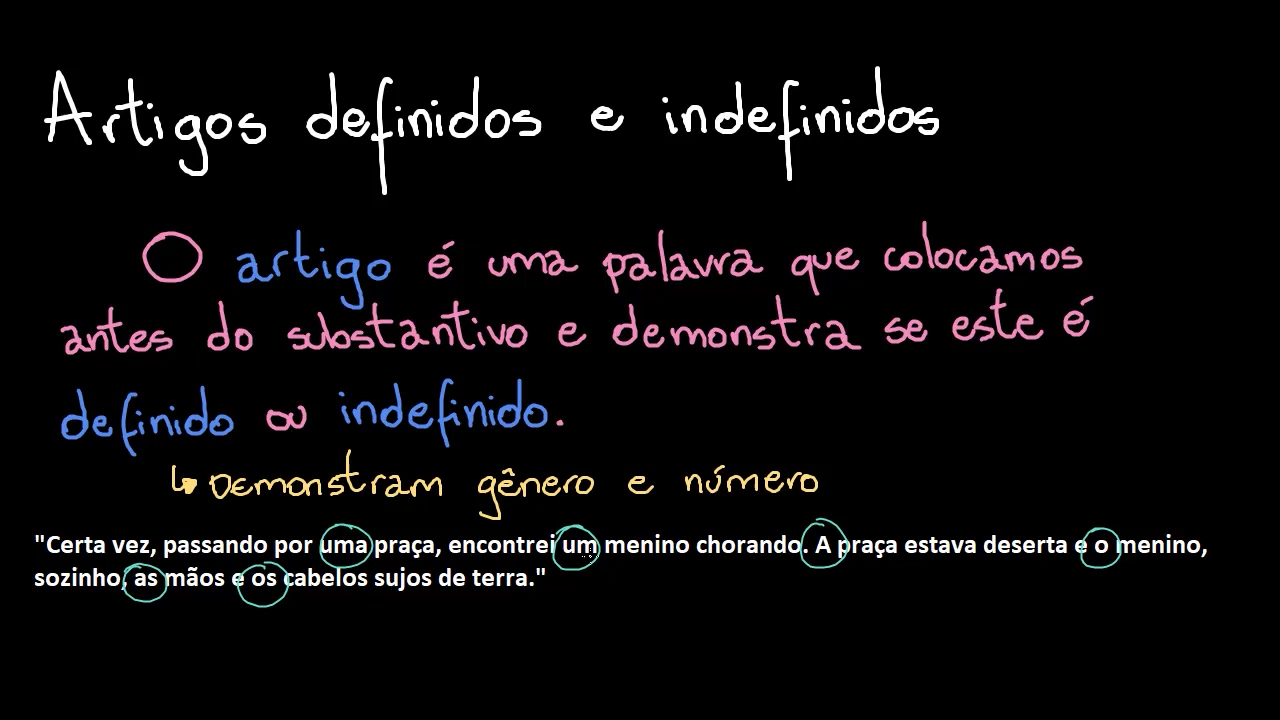 Artigos definidos e indefinidos
O artigo é uma palavra que colocamos
antes do substantivo e demonstra se este é
definido ou indefinido.
↳ Demonstram gênero e número
"Certa vez, passando por uma praça, encontrei um menino chorando. A praça estava deserta e o menino,
sozinho, as mãos e os cabelos sujos de terra."